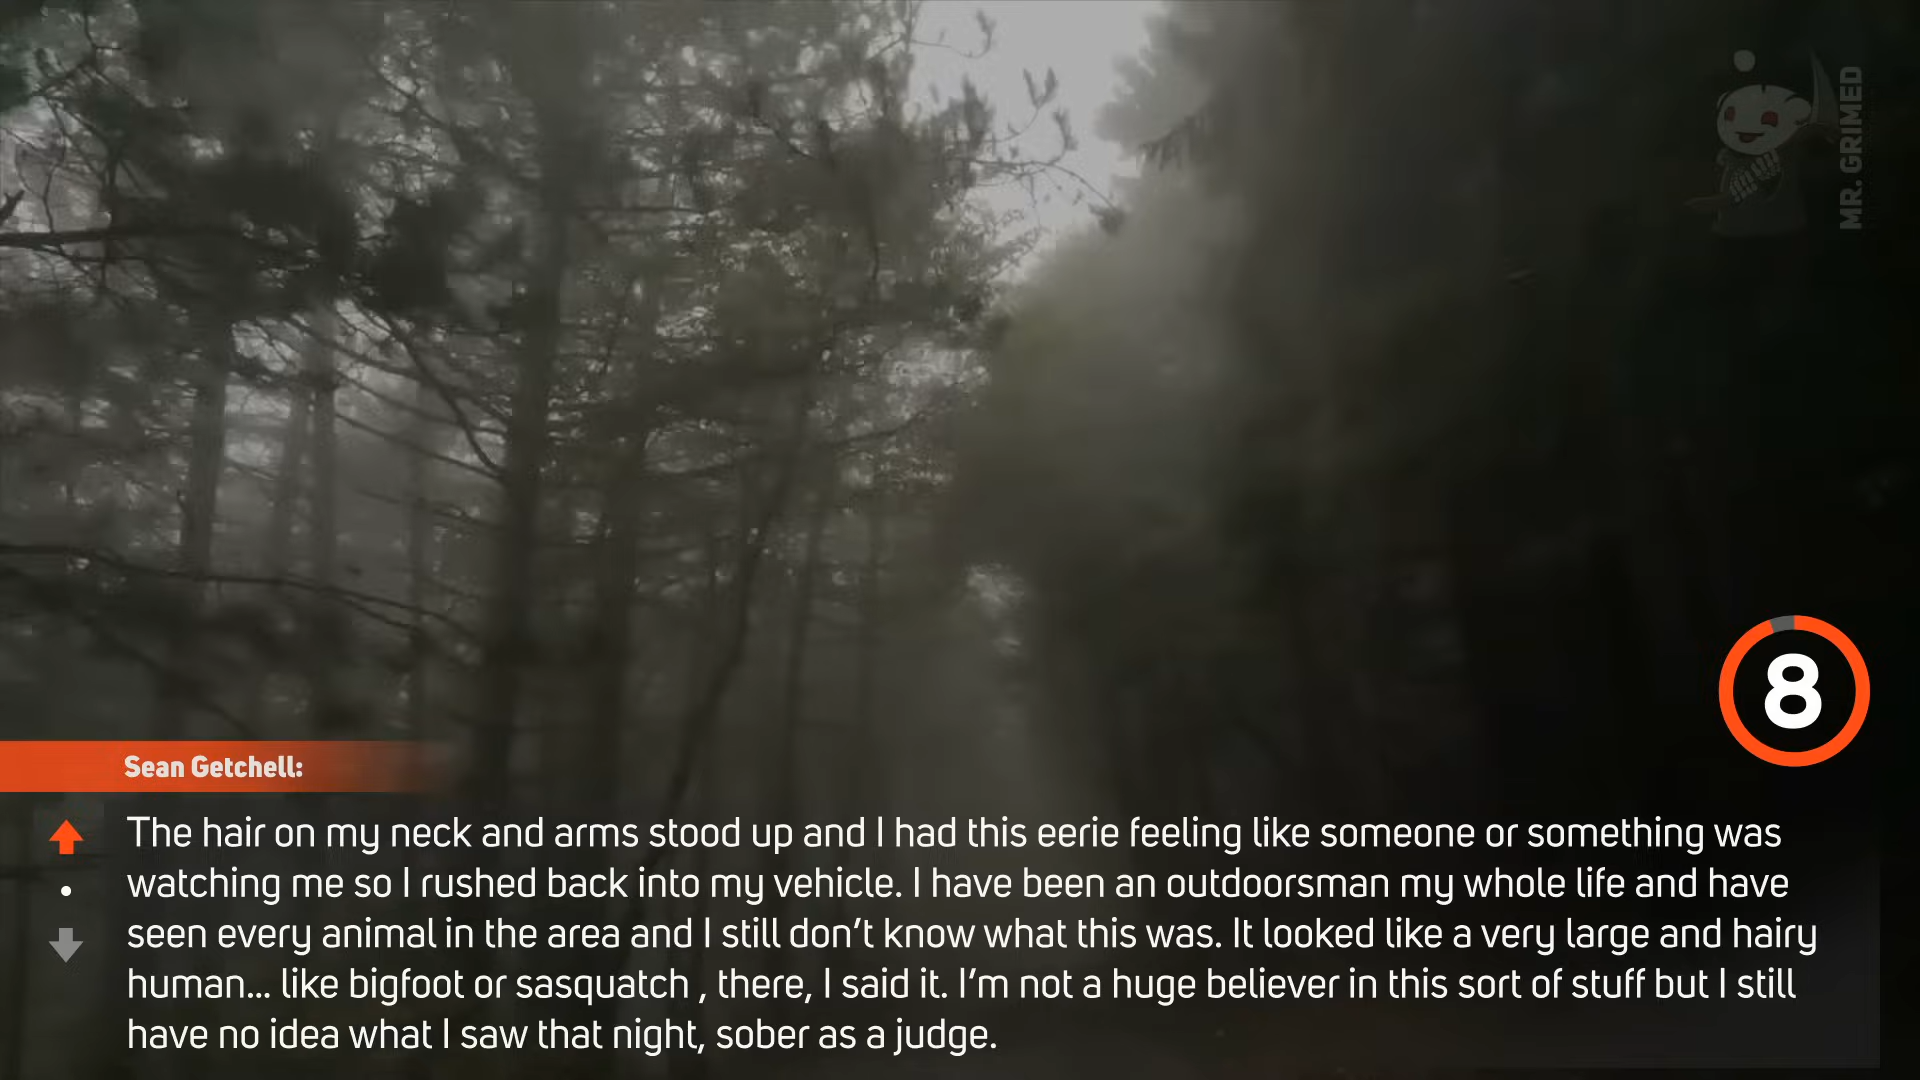 MR. GRIMED
8
Sean Getchell:
The hair on my neck and arms stood up and I had this eerie feeling like someone or something was
watching me so I rushed back into my vehicle. I have been an outdoorsman my whole life and have
seen every animal in the area and I still don’t know what this was. It looked like a very large and hairy
human... like bigfoot or sasquatch , there, I said it. I’m not a huge believer in this sort of stuff but I still
have no idea what I saw that night, sober as a judge.